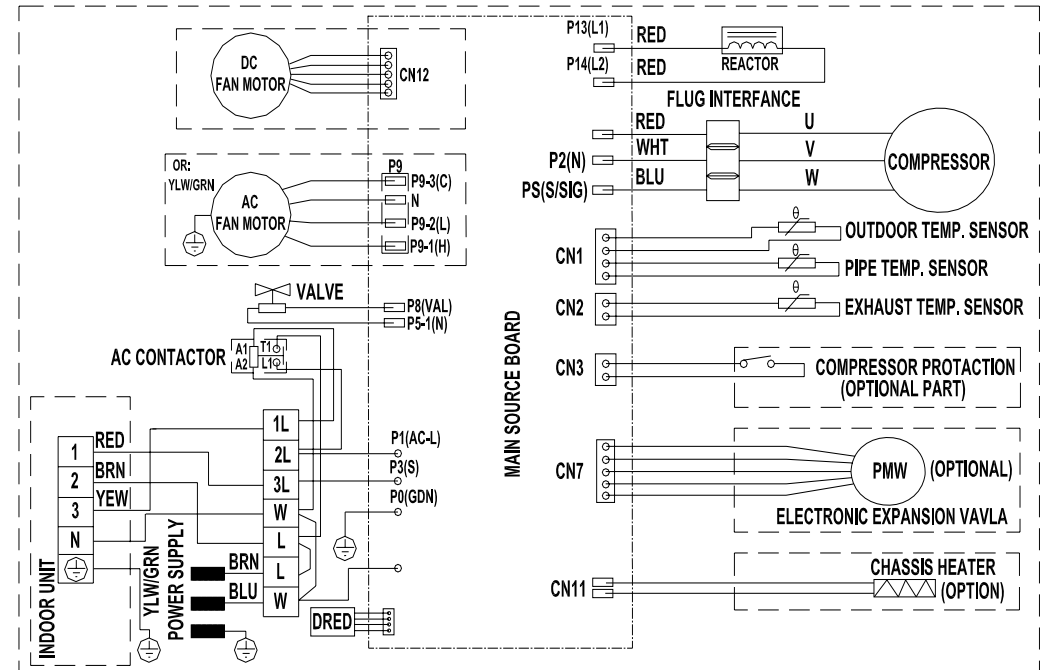 DC
FAN MOTOR
CN12
OR:
YLW/GRN
AC
FAN MOTOR
P9
P9-3(C)
N
P9-2(L)
P9-1(H)
VALVE
P8(VAL)
P5-1(N)
AC CONTACTOR
A1
A2
T1
L1
INDOOR UNIT
1
2
3
N
RED
BRN
YEW
YLW/GRN
POWER SUPPLY
BRN
BLU
1L
2L
3L
W
L
L
W
P1(AC-L)
P3(S)
P0(GDN)
DRED
MAIN SOURCE BOARD
P13(L1)
RED
P14(L2)
RED
REACTOR
FLUG INTERFANCE
RED
U
P2(N)
WHT
V
PS(S/SIG)
BLU
W
COMPRESSOR
CN1
θ
OUTDOOR TEMP. SENSOR
θ
PIPE TEMP. SENSOR
CN2
θ
EXHAUST TEMP. SENSOR
CN3
COMPRESSOR PROTACTION
(OPTIONAL PART)
CN7
PMW
(OPTIONAL)
ELECTRONIC EXPANSION VAVLA
CN11
CHASSIS HEATER
(OPTION)